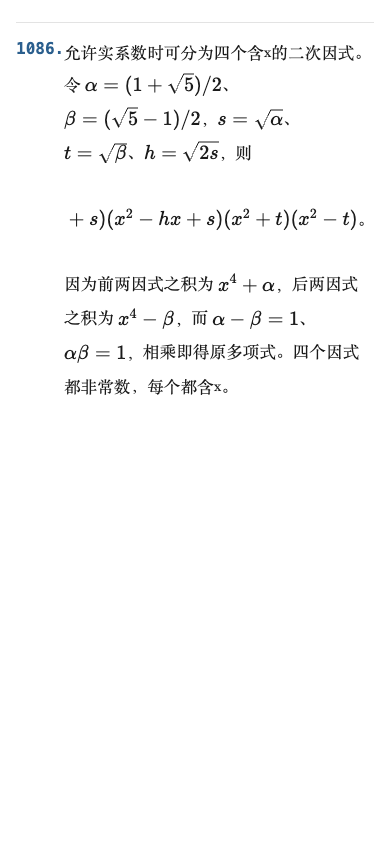 1086. 允许实系数时可分为四个含x的二次因式。
令 α = (1 + √5)/2、
β = (√5 − 1)/2, s = √α、
t = √β、h = √2s, 则
+ s)(x² − hx + s)(x² + t)(x² − t)。
因为前两因式之积为 x⁴ + α, 后两因式
之积为 x⁴ − β, 而 α − β = 1、
αβ = 1, 相乘即得原多项式。四个因式
都非常数, 每个都含x。